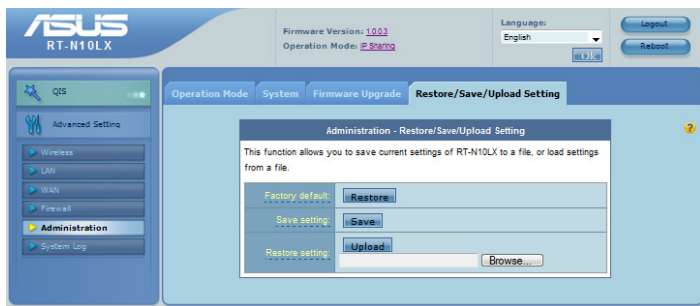 ASUS
RT-N10LX
Firmware Version: 1.0.0.3
Operation Mode: IP Sharing
Language:
English
OK
Logout
Reboot
QIS
Advanced Setting
Wireless
LAN
WAN
Firewall
Administration
System Log
Operation Mode
System
Firmware Upgrade
Restore/Save/Upload Setting
Administration - Restore/Save/Upload Setting
This function allows you to save current settings of RT-N10LX to a file, or load settings
from a file.
Factory default:
Restore
Save setting:
Save
Restore setting:
Upload
Browse...
?